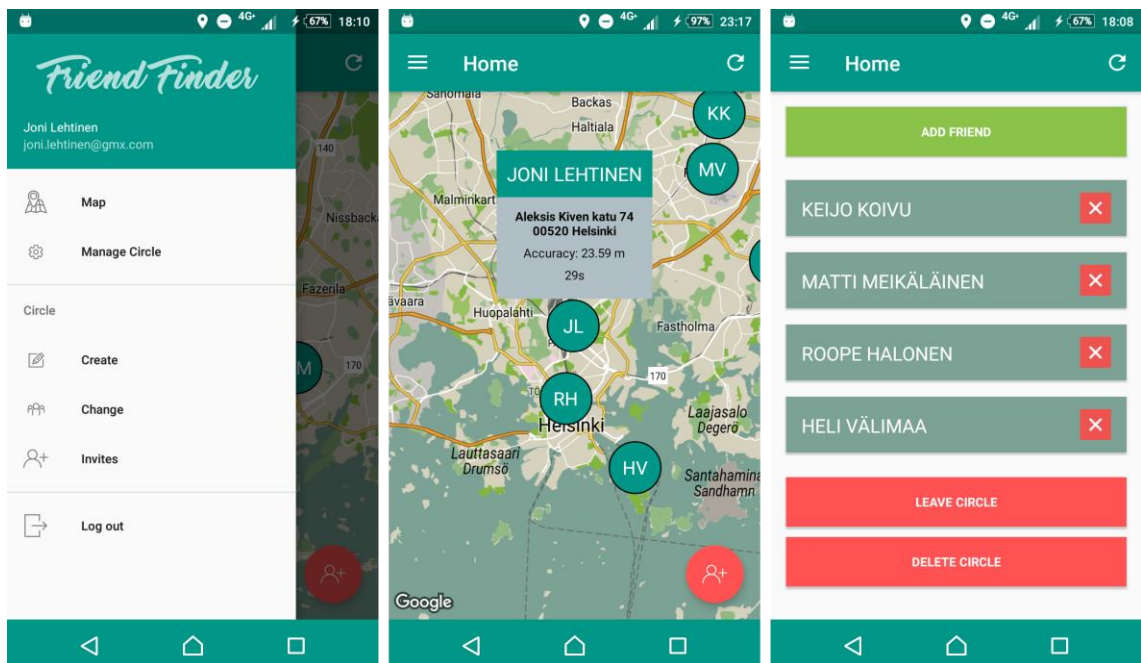 4G+ 67% 18:10
Friend Finder
Joni Lehtinen
joni.lehtinen@gmx.com
140
Map
Nissback
Manage Circle
Fazerila
Circle
Create
M
170
Change
Invites
Log out
4G+ 97% 23:17
Home
Backas
KK
Haltiala
JONI LEHTINEN
MV
Malminkart
Aleksis Kiven katu 74
00520 Helsinki
Accuracy: 23.59 m
29s
Huopalahti
JL
Fastholma
170
RH
Helsinki
Laajasalo
Degerö
Lauttasaari
Drumsö
HV
Santahamina
Sandhamn
Google
4G+ 67% 18:08
Home
ADD FRIEND
KEIJO KOIVU
MATTI MEIKÄLÄINEN
ROOPE HALONEN
HELI VÄLIMAA
LEAVE CIRCLE
DELETE CIRCLE